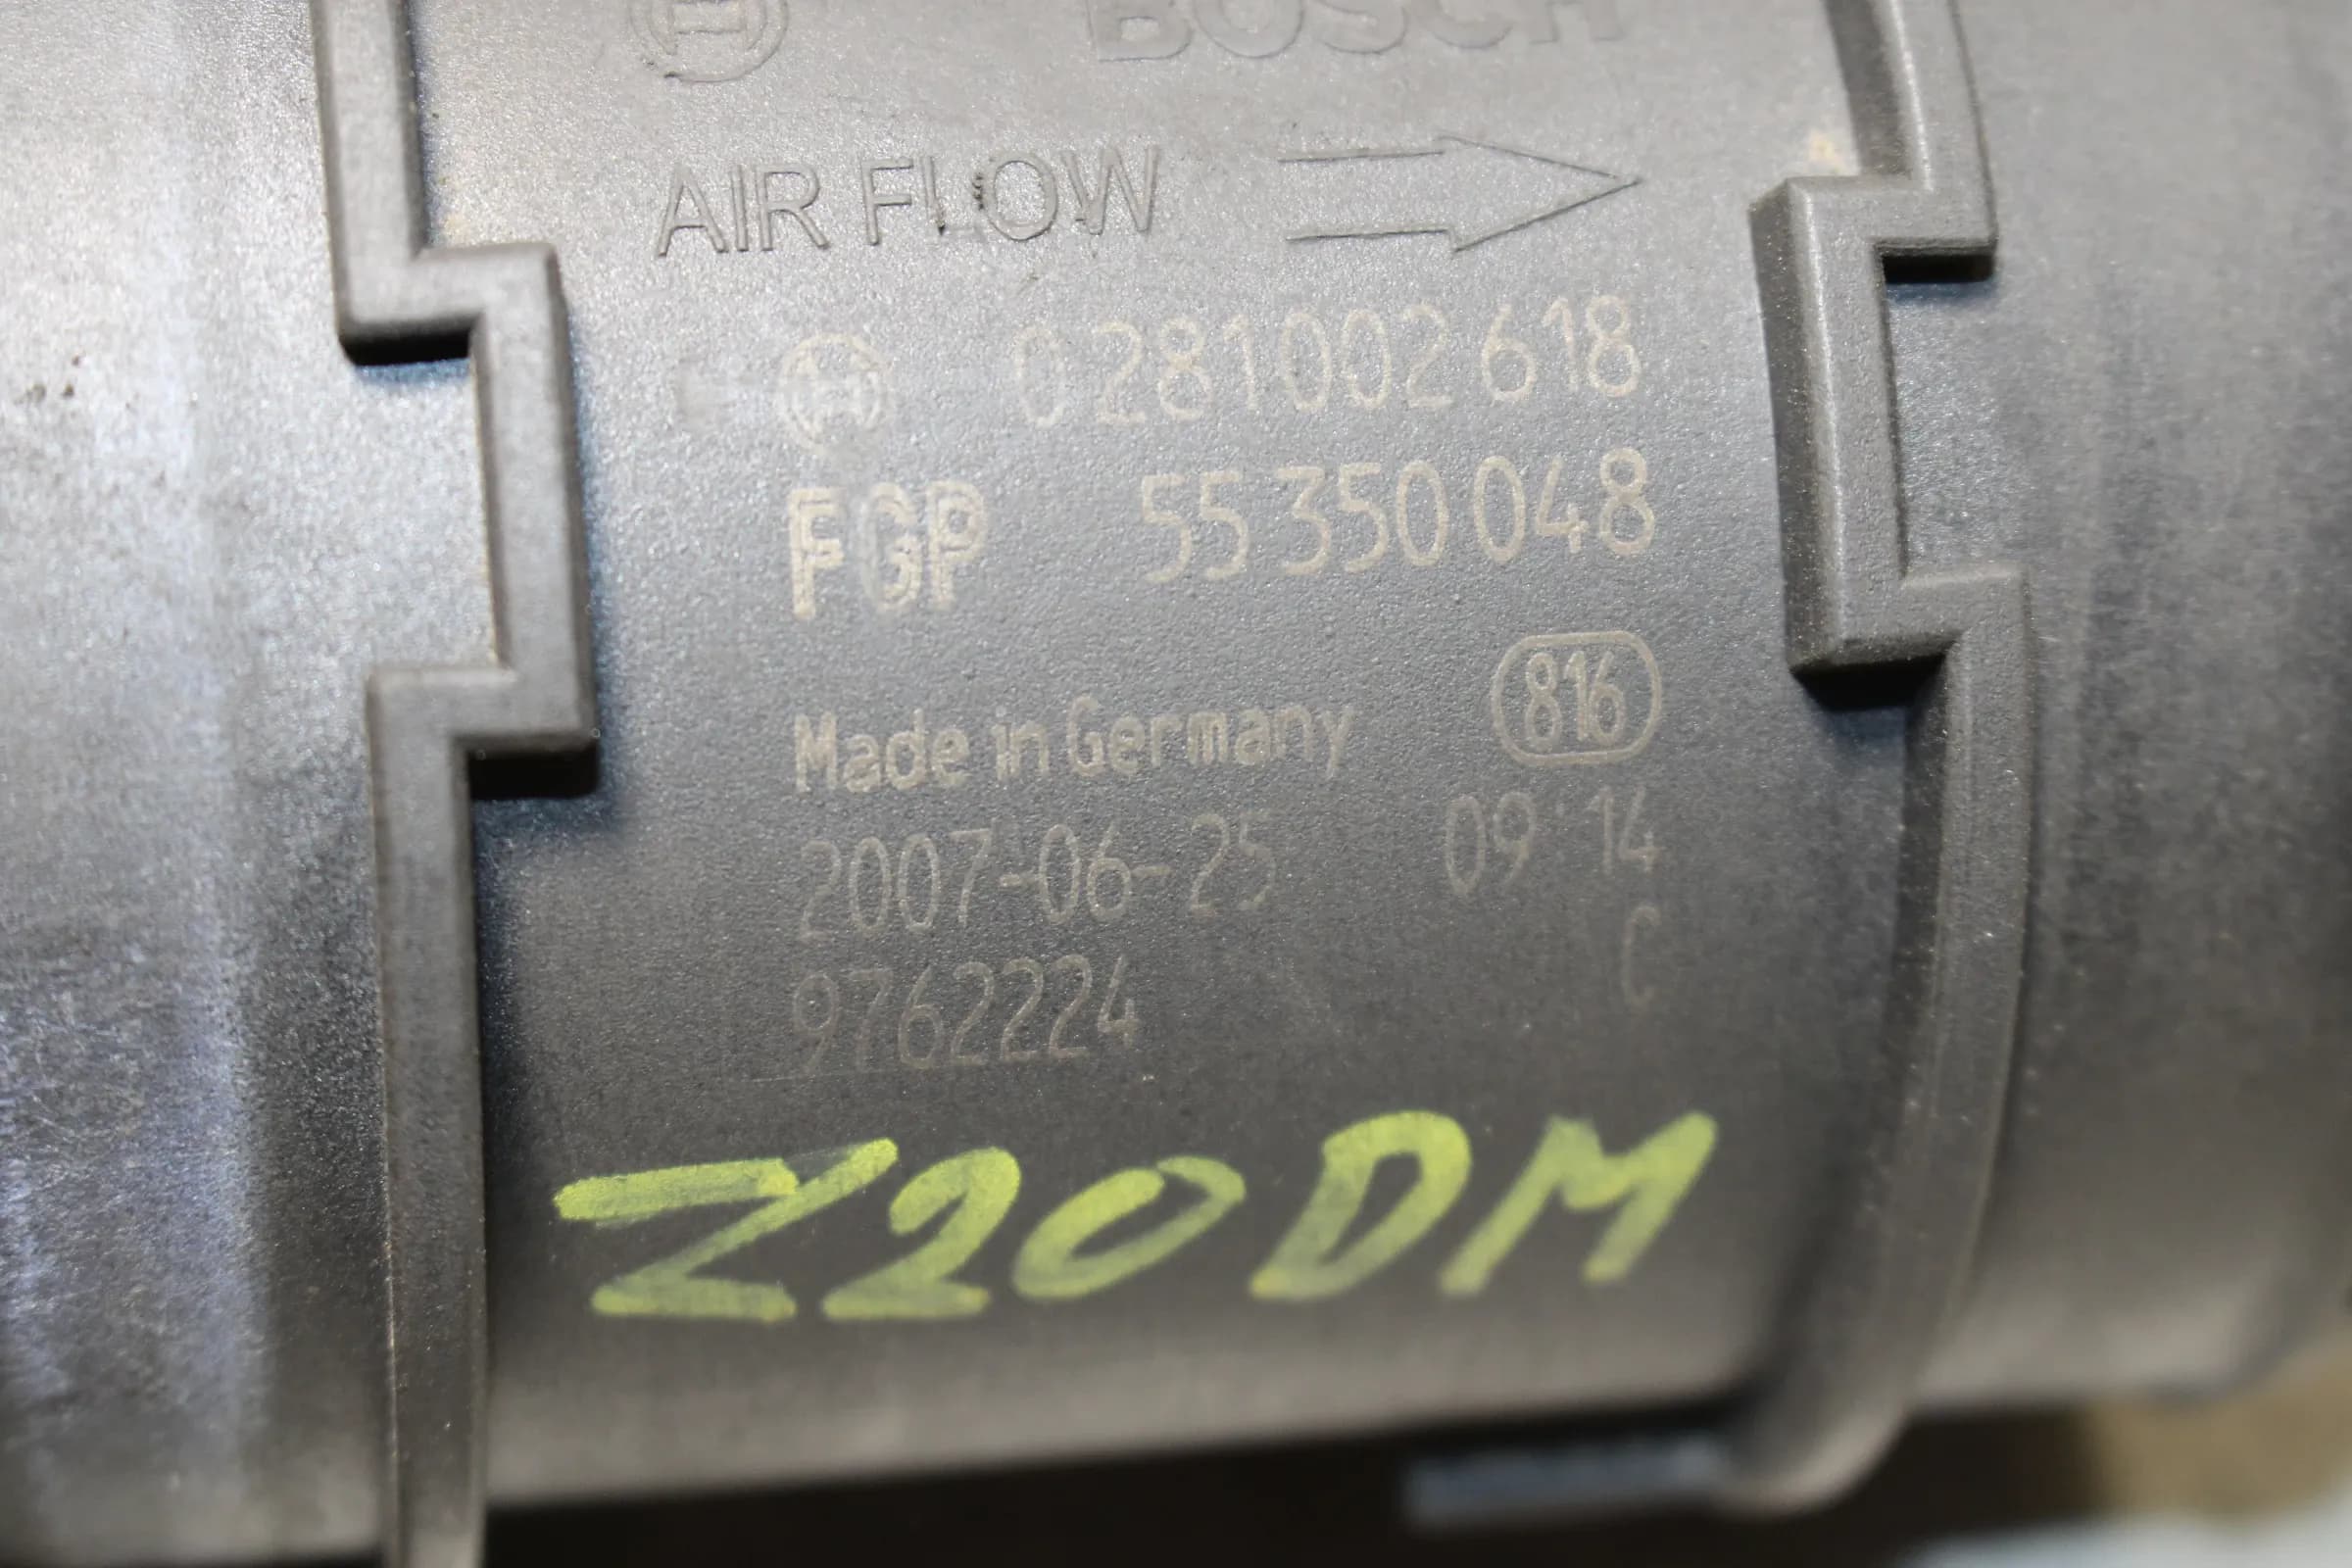 BOSCH
AIR FLOW
0 281 002 618
FGP 55 350 048
Made in Germany 816
2007-06-25 09 14
C
9762224
Z20DM